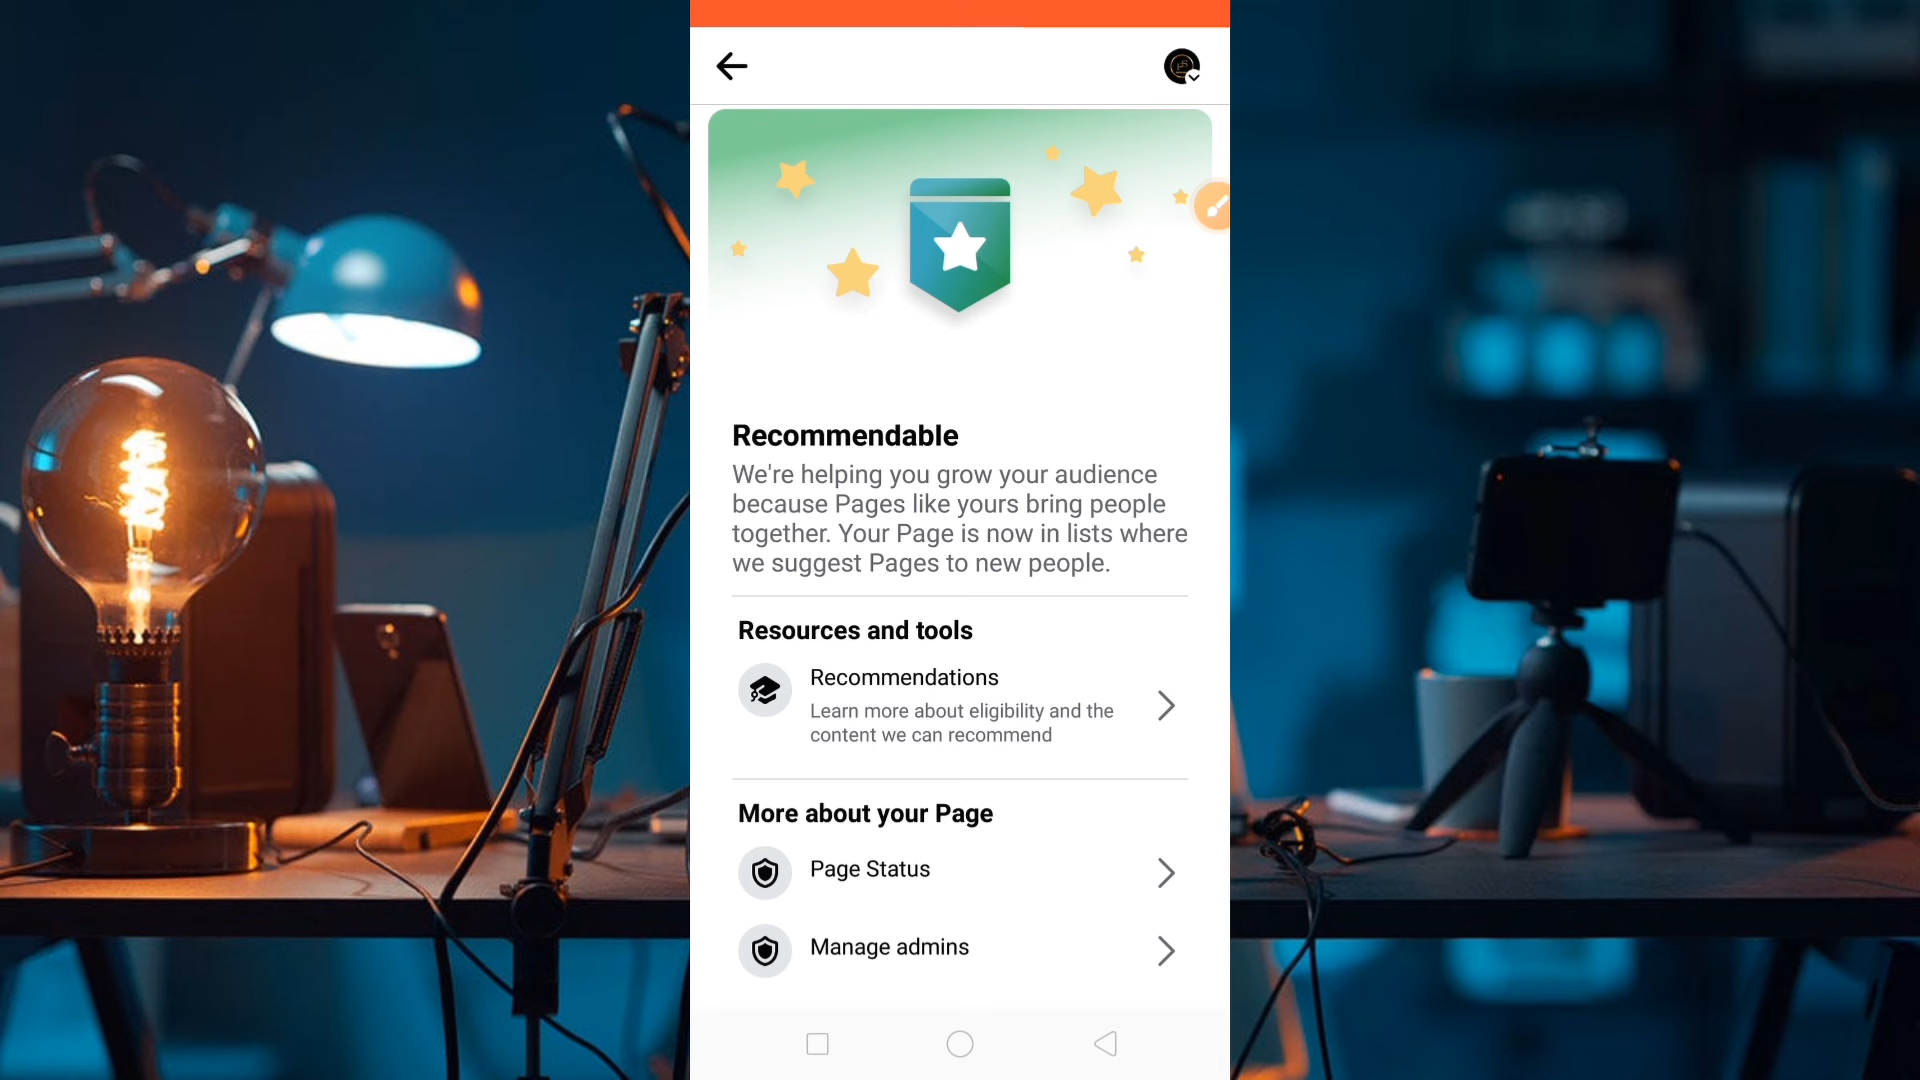 Recommendable
We're helping you grow your audience
because Pages like yours bring people
together. Your Page is now in lists where
we suggest Pages to new people.
Resources and tools
Recommendations
Learn more about eligibility and the
content we can recommend
More about your Page
Page Status
Manage admins